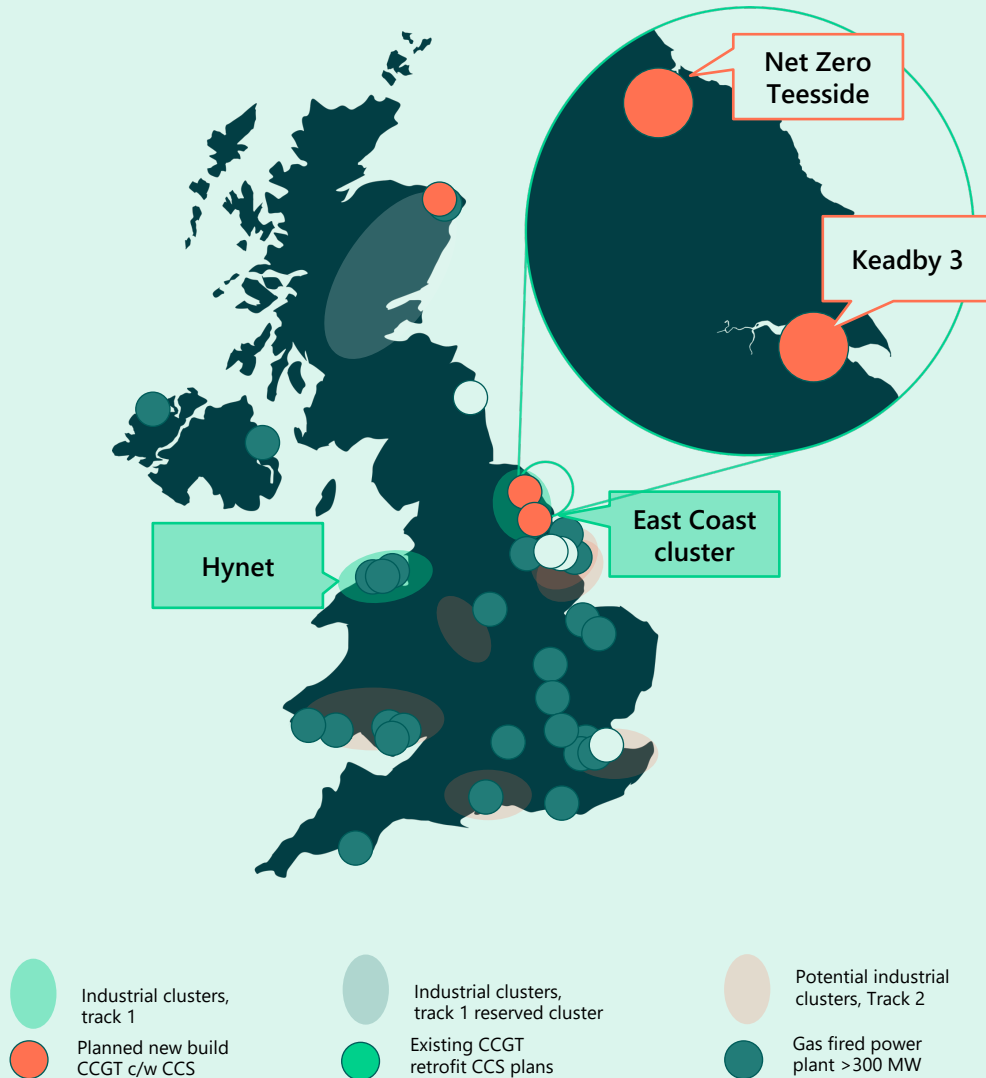 Net Zero
Teesside
Keadby 3
East Coast
cluster
Hynet
Industrial clusters,
track 1
Industrial clusters,
track 1 reserved cluster
Potential industrial
clusters, Track 2
Planned new build
CCGT c/w CCS
Existing CCGT
retrofit CCS plans
Gas fired power
plant >300 MW